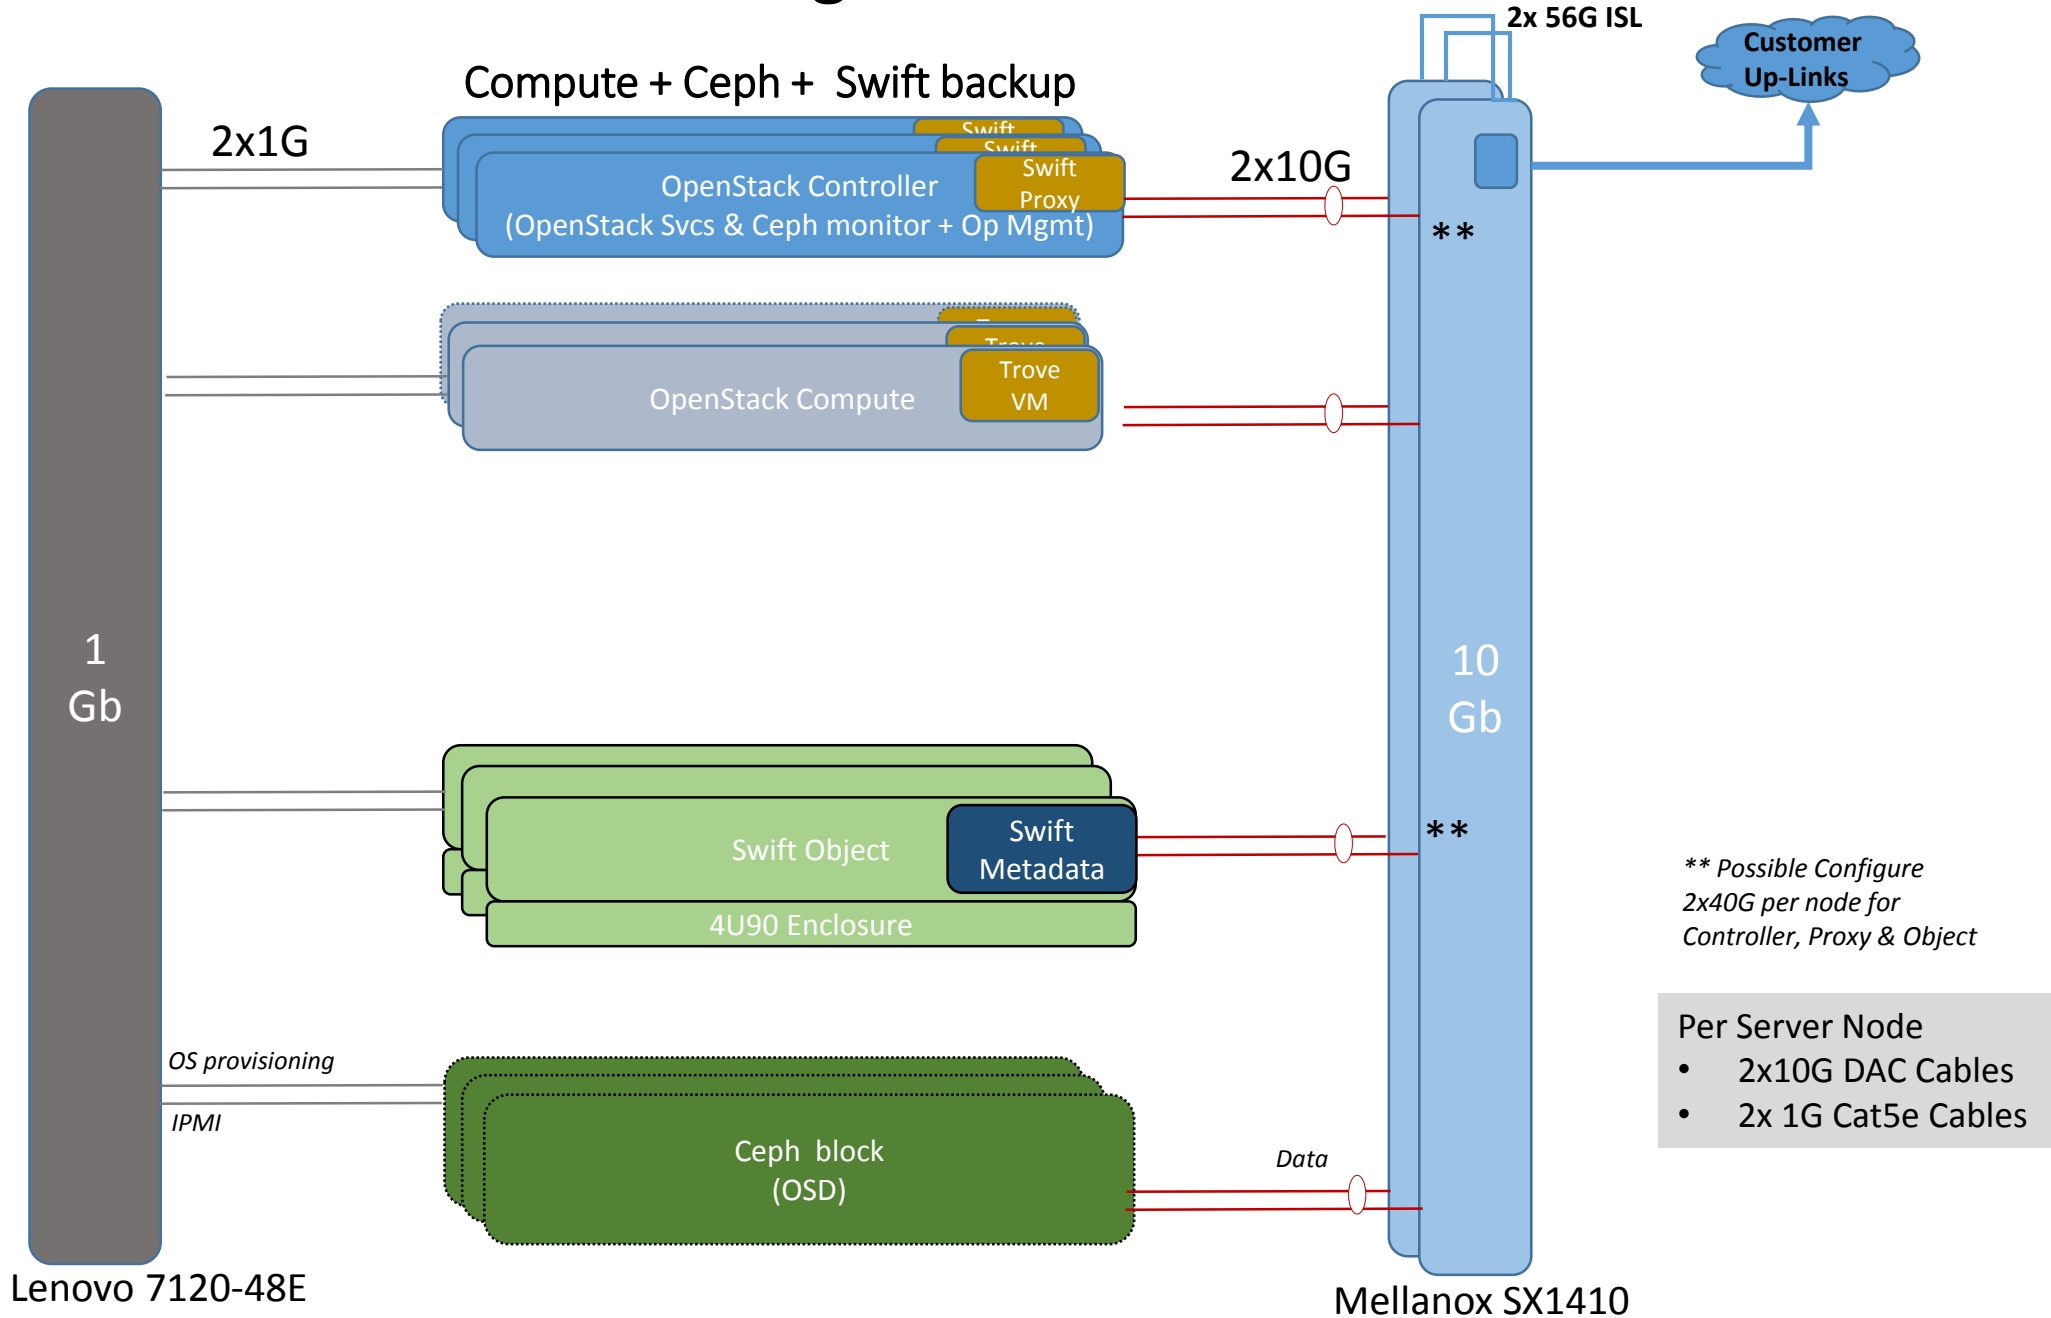 2x 56G ISL
Customer
Up-Links
Compute + Ceph + Swift backup
2x1G
Swift
Swift
Swift
Proxy
OpenStack Controller
(OpenStack Svcs & Ceph monitor + Op Mgmt)
2x10G
**
Trove
Trove
VM
OpenStack Compute
1
Gb
10
Gb
Swift Object
Swift
Metadata
**
4U90 Enclosure
** Possible Configure
2x40G per node for
Controller, Proxy & Object
Per Server Node
• 2x10G DAC Cables
• 2x 1G Cat5e Cables
OS provisioning
IPMI
Ceph block
(OSD)
Data
Lenovo 7120-48E
Mellanox SX1410